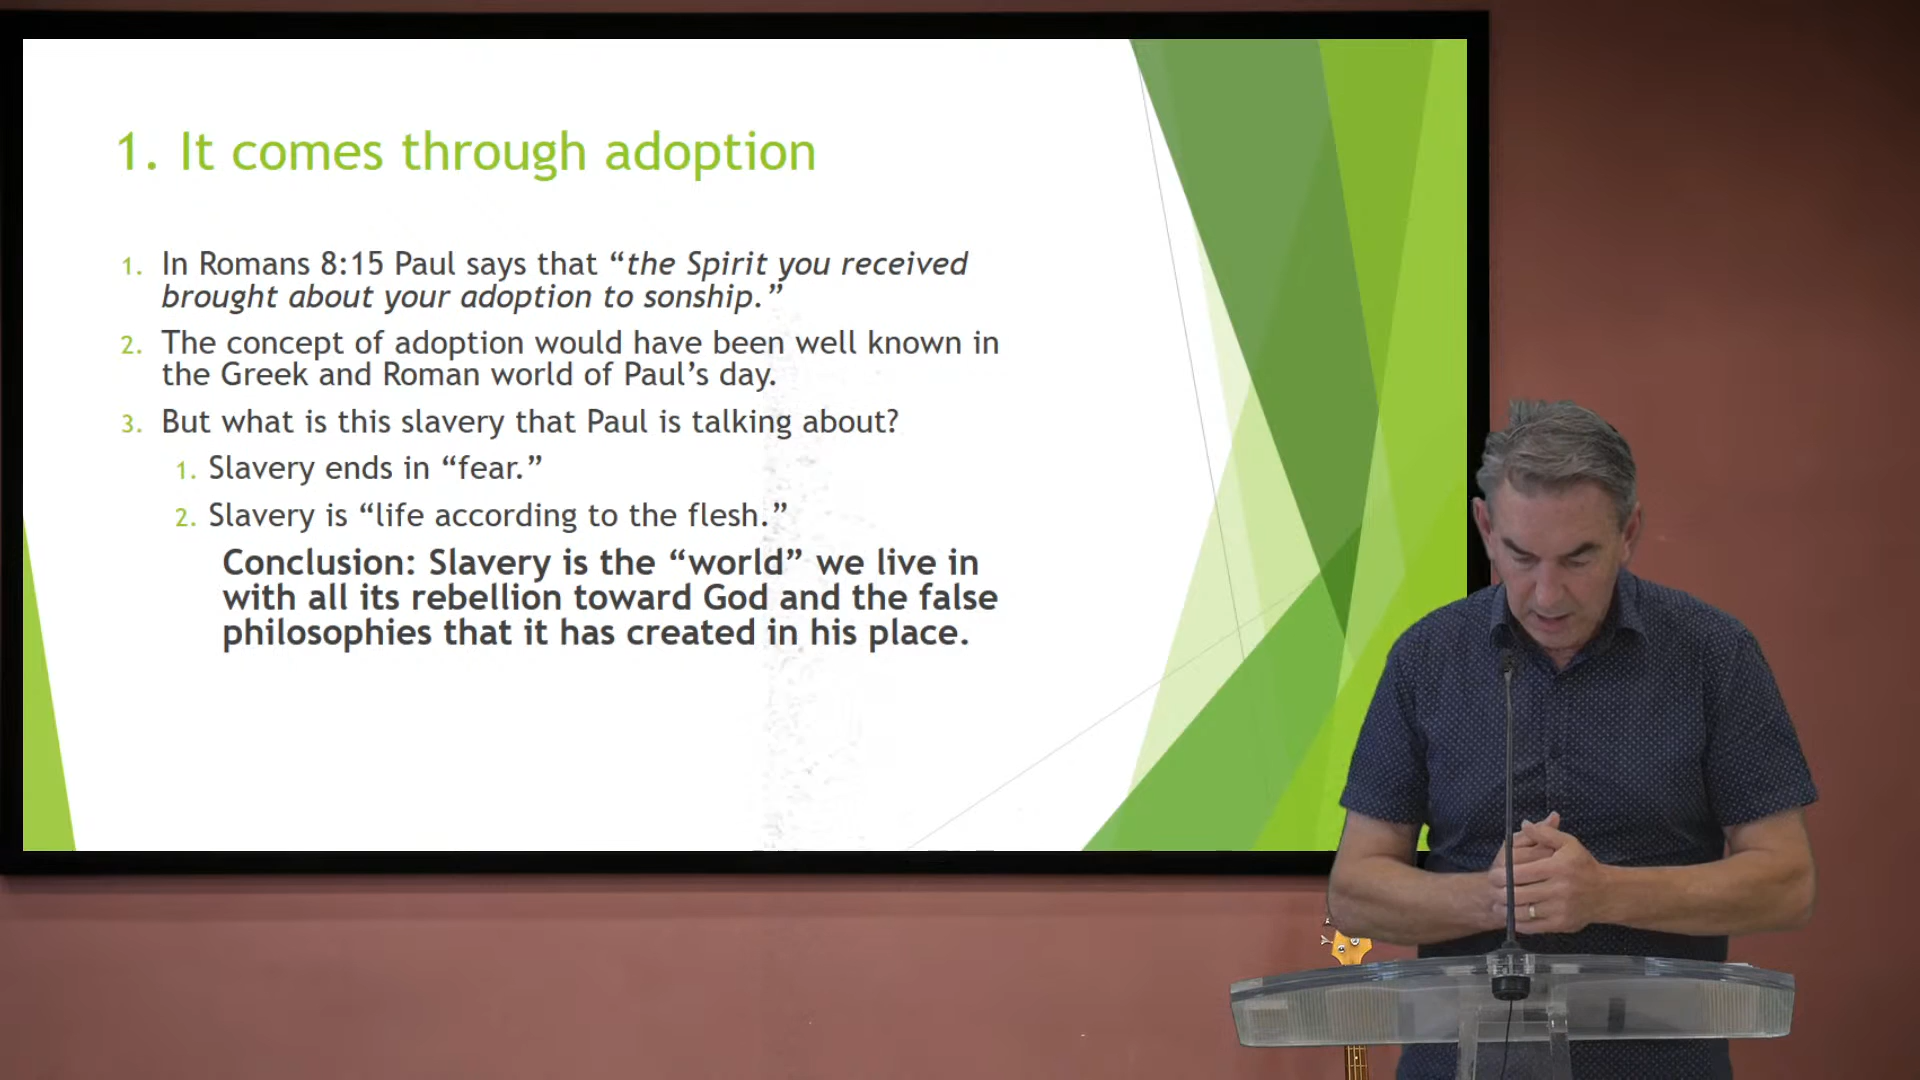 1. It comes through adoption
1. In Romans 8:15 Paul says that “the Spirit you received
brought about your adoption to sonship.”
2. The concept of adoption would have been well known in
the Greek and Roman world of Paul’s day.
3. But what is this slavery that Paul is talking about?
1. Slavery ends in “fear.”
2. Slavery is “life according to the flesh.”
Conclusion: Slavery is the “world” we live in
with all its rebellion toward God and the false
philosophies that it has created in his place.